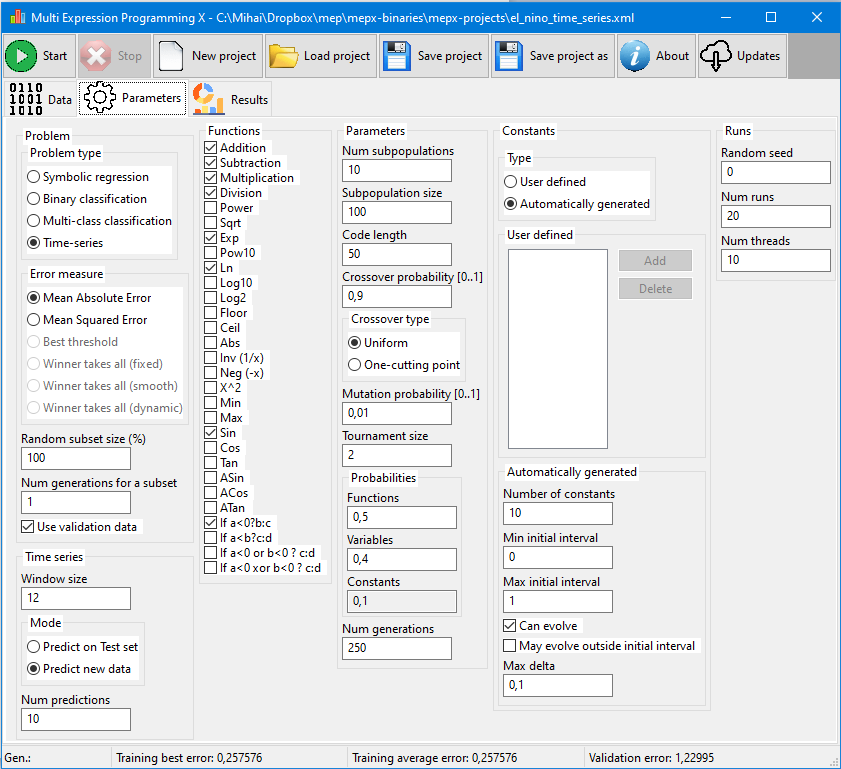 Multi Expression Programming X - C:\Mihai\Dropbox\mep\mepx-binaries\mepx-projects\el_nino_time_series.xml
Start
Stop
New project
Load project
Save project
Save project as
About
Updates
0110
1001
1010
Data
Parameters
Results
Problem
Problem type
Symbolic regression
Binary classification
Multi-class classification
Time-series
Error measure
Mean Absolute Error
Mean Squared Error
Best threshold
Winner takes all (fixed)
Winner takes all (smooth)
Winner takes all (dynamic)
Random subset size (%)
100
Num generations for a subset
1
Use validation data
Time series
Window size
12
Mode
Predict on Test set
Predict new data
Num predictions
10
Functions
Addition
Subtraction
Multiplication
Division
Power
Sqrt
Exp
Pow10
Ln
Log10
Log2
Floor
Ceil
Abs
Inv (1/x)
Neg (-x)
X^2
Min
Max
Sin
Cos
Tan
ASin
ACos
ATan
If a<0?b:c
If a<b?c:d
If a<0 or b<0 ? c:d
If a<0 xor b<0 ? c:d
Parameters
Num subpopulations
10
Subpopulation size
100
Code length
50
Crossover probability [0..1]
0,9
Crossover type
Uniform
One-cutting point
Mutation probability [0..1]
0,01
Tournament size
2
Probabilities
Functions
0,5
Variables
0,4
Constants
0,1
Num generations
250
Constants
Type
User defined
Automatically generated
User defined
Add
Delete
Automatically generated
Number of constants
10
Min initial interval
0
Max initial interval
1
Can evolve
May evolve outside initial interval
Max delta
0,1
Runs
Random seed
0
Num runs
20
Num threads
10
Gen.:
Training best error: 0,257576
Training average error: 0,257576
Validation error: 1,22995